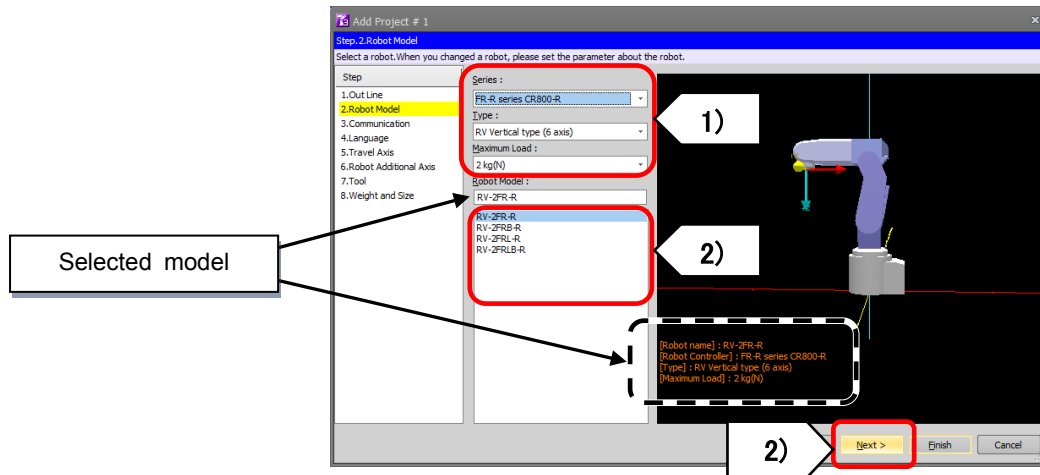 Add Project # 1
Step.2.Robot Model
Select a robot.When you changed a robot, please set the parameter about the robot.
Step
1.Out Line
2.Robot Model
3.Communication
4.Language
5.Travel Axis
6.Robot Additional Axis
7.Tool
8.Weight and Size
Series :
FR-R series CR800-R
Type :
RV Vertical type (6 axis)
Maximum Load :
2 kg(N)
Robot Model :
RV-2FR-R
RV-2FR-R
RV-2FRB-R
RV-2FRL-R
RV-2FRLB-R
1)
2)
Selected model
[Robot name] : RV-2FR-R
[Robot Controller] : FR-R series CR800-R
[Type] : RV Vertical type (6 axis)
[Maximum Load] : 2 kg(N)
2)
Next >
Finish
Cancel